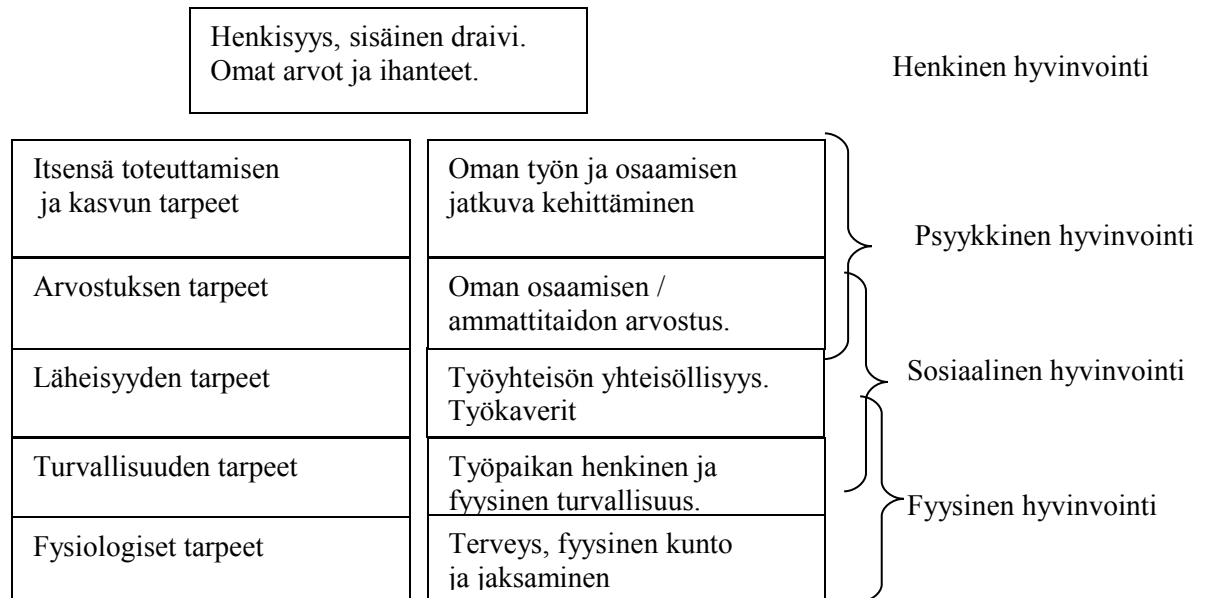 Henkisyys, sisäinen draivi.
Omat arvot ja ihanteet.
Henkinen hyvinvointi
Itsensä toteuttamisen
ja kasvun tarpeet
Oman työn ja osaamisen
jatkuva kehittäminen
Psyykkinen hyvinvointi
Arvostuksen tarpeet
Oman osaamisen /
ammattitaidon arvostus.
Läheisyyden tarpeet
Työyhteisön yhteisöllisyys.
Työkaverit
Sosiaalinen hyvinvointi
Turvallisuuden tarpeet
Työpaikan henkinen ja
fyysinen turvallisuus.
Fyysinen hyvinvointi
Fysiologiset tarpeet
Terveys, fyysinen kunto
ja jaksaminen